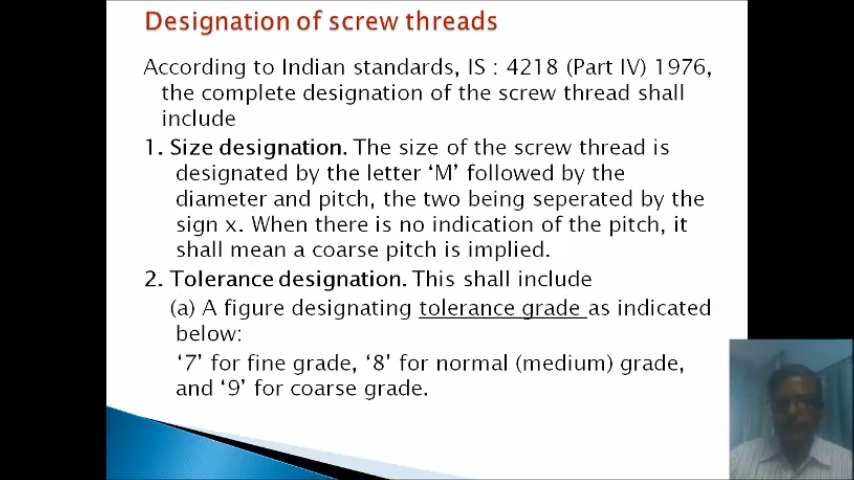 Designation of screw threads
According to Indian standards, IS : 4218 (Part IV) 1976,
the complete designation of the screw thread shall
include
1. Size designation. The size of the screw thread is
designated by the letter ‘M’ followed by the
diameter and pitch, the two being seperated by the
sign x. When there is no indication of the pitch, it
shall mean a coarse pitch is implied.
2. Tolerance designation. This shall include
(a) A figure designating tolerance grade as indicated
below:
‘7’ for fine grade, ‘8’ for normal (medium) grade,
and ‘9’ for coarse grade.